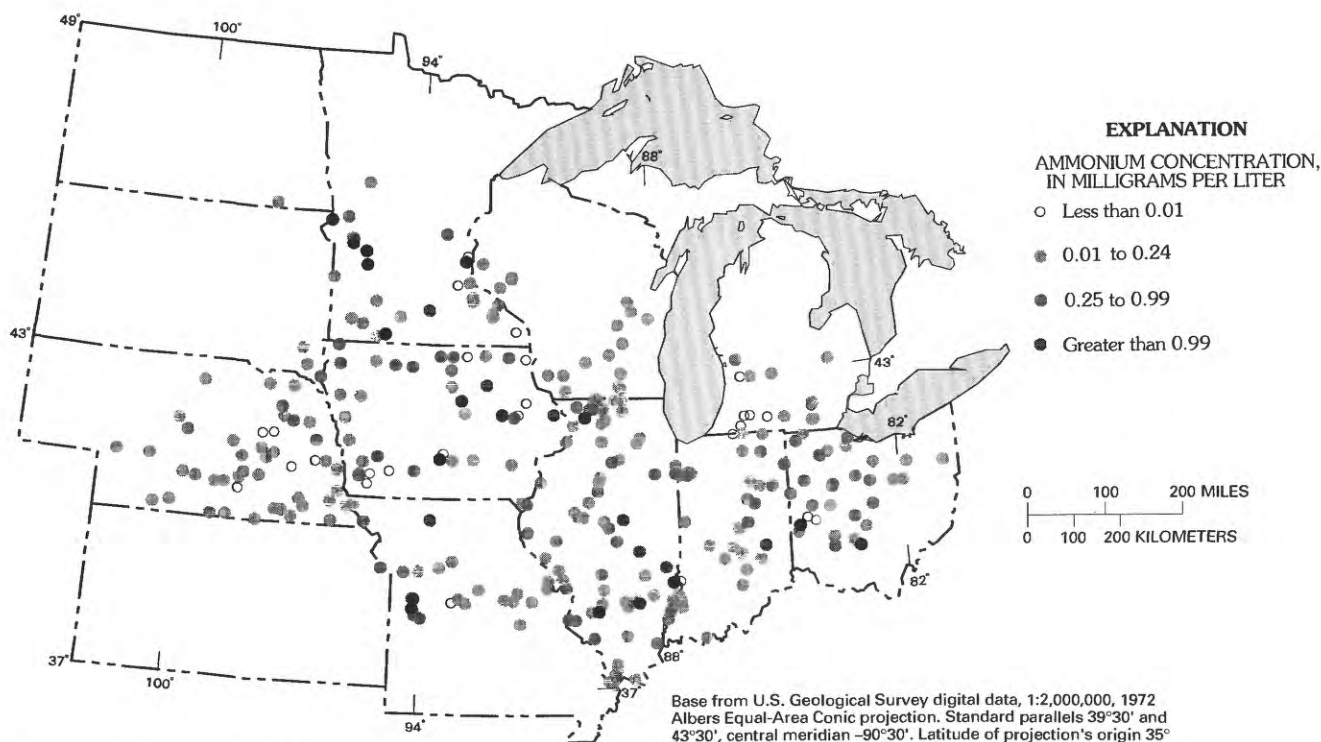 49°
100°
94°
88°
EXPLANATION
AMMONIUM CONCENTRATION,
IN MILLIGRAMS PER LITER
Less than 0.01
0.01 to 0.24
0.25 to 0.99
Greater than 0.99
43°
43°
82°
0 100 200 MILES
0 100 200 KILOMETERS
82°
37°
100°
94°
88°
37°
Base from U.S. Geological Survey digital data, 1:2,000,000, 1972
Albers Equal-Area Conic projection. Standard parallels 39°30' and
43°30', central meridian –90°30'. Latitude of projection's origin 35°